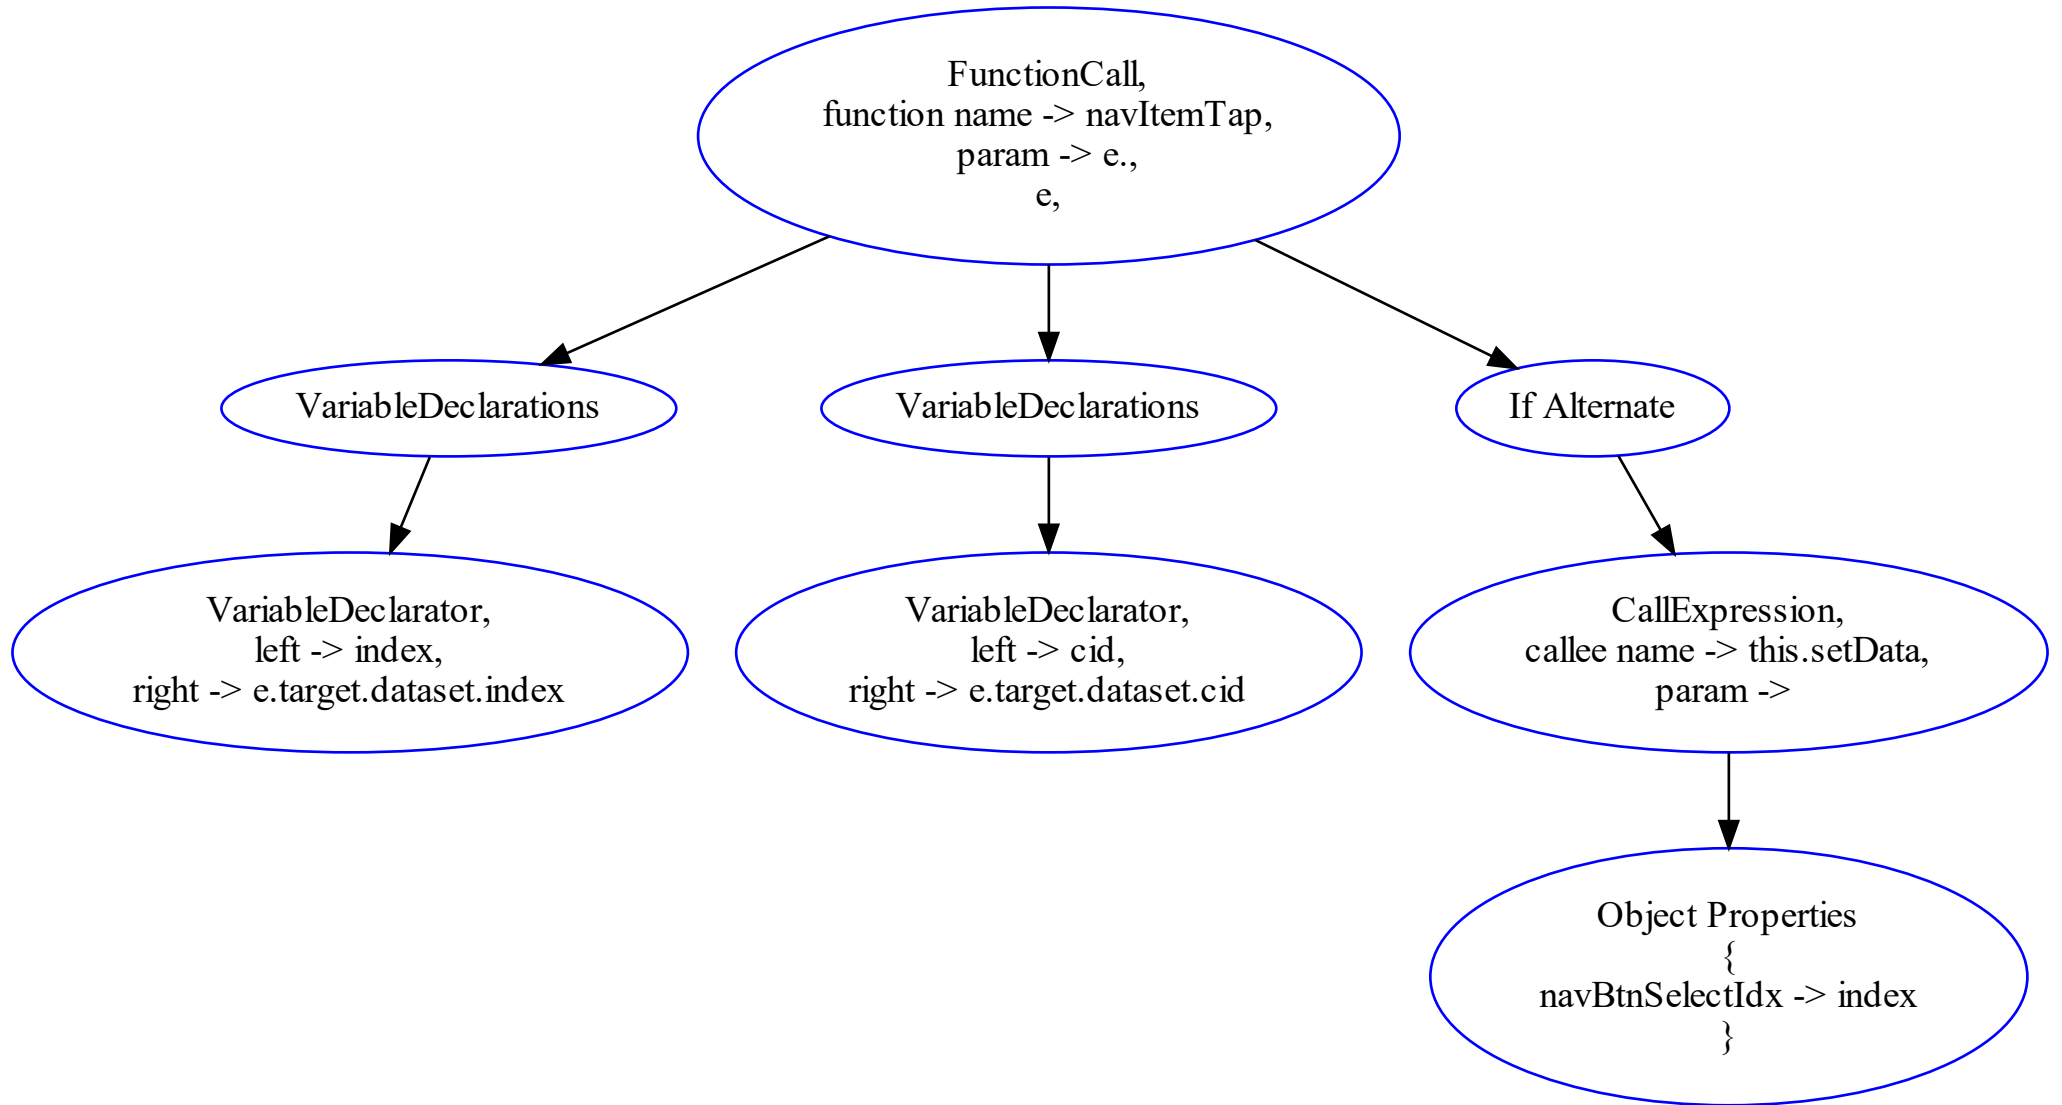 FunctionCall,
function name -> navItemTap,
param -> e.,
e,
VariableDeclarations
VariableDeclarations
If Alternate
VariableDeclarator,
left -> index,
right -> e.target.dataset.index
VariableDeclarator,
left -> cid,
right -> e.target.dataset.cid
CallExpression,
callee name -> this.setData,
param ->
Object Properties
{
navBtnSelectIdx -> index
}